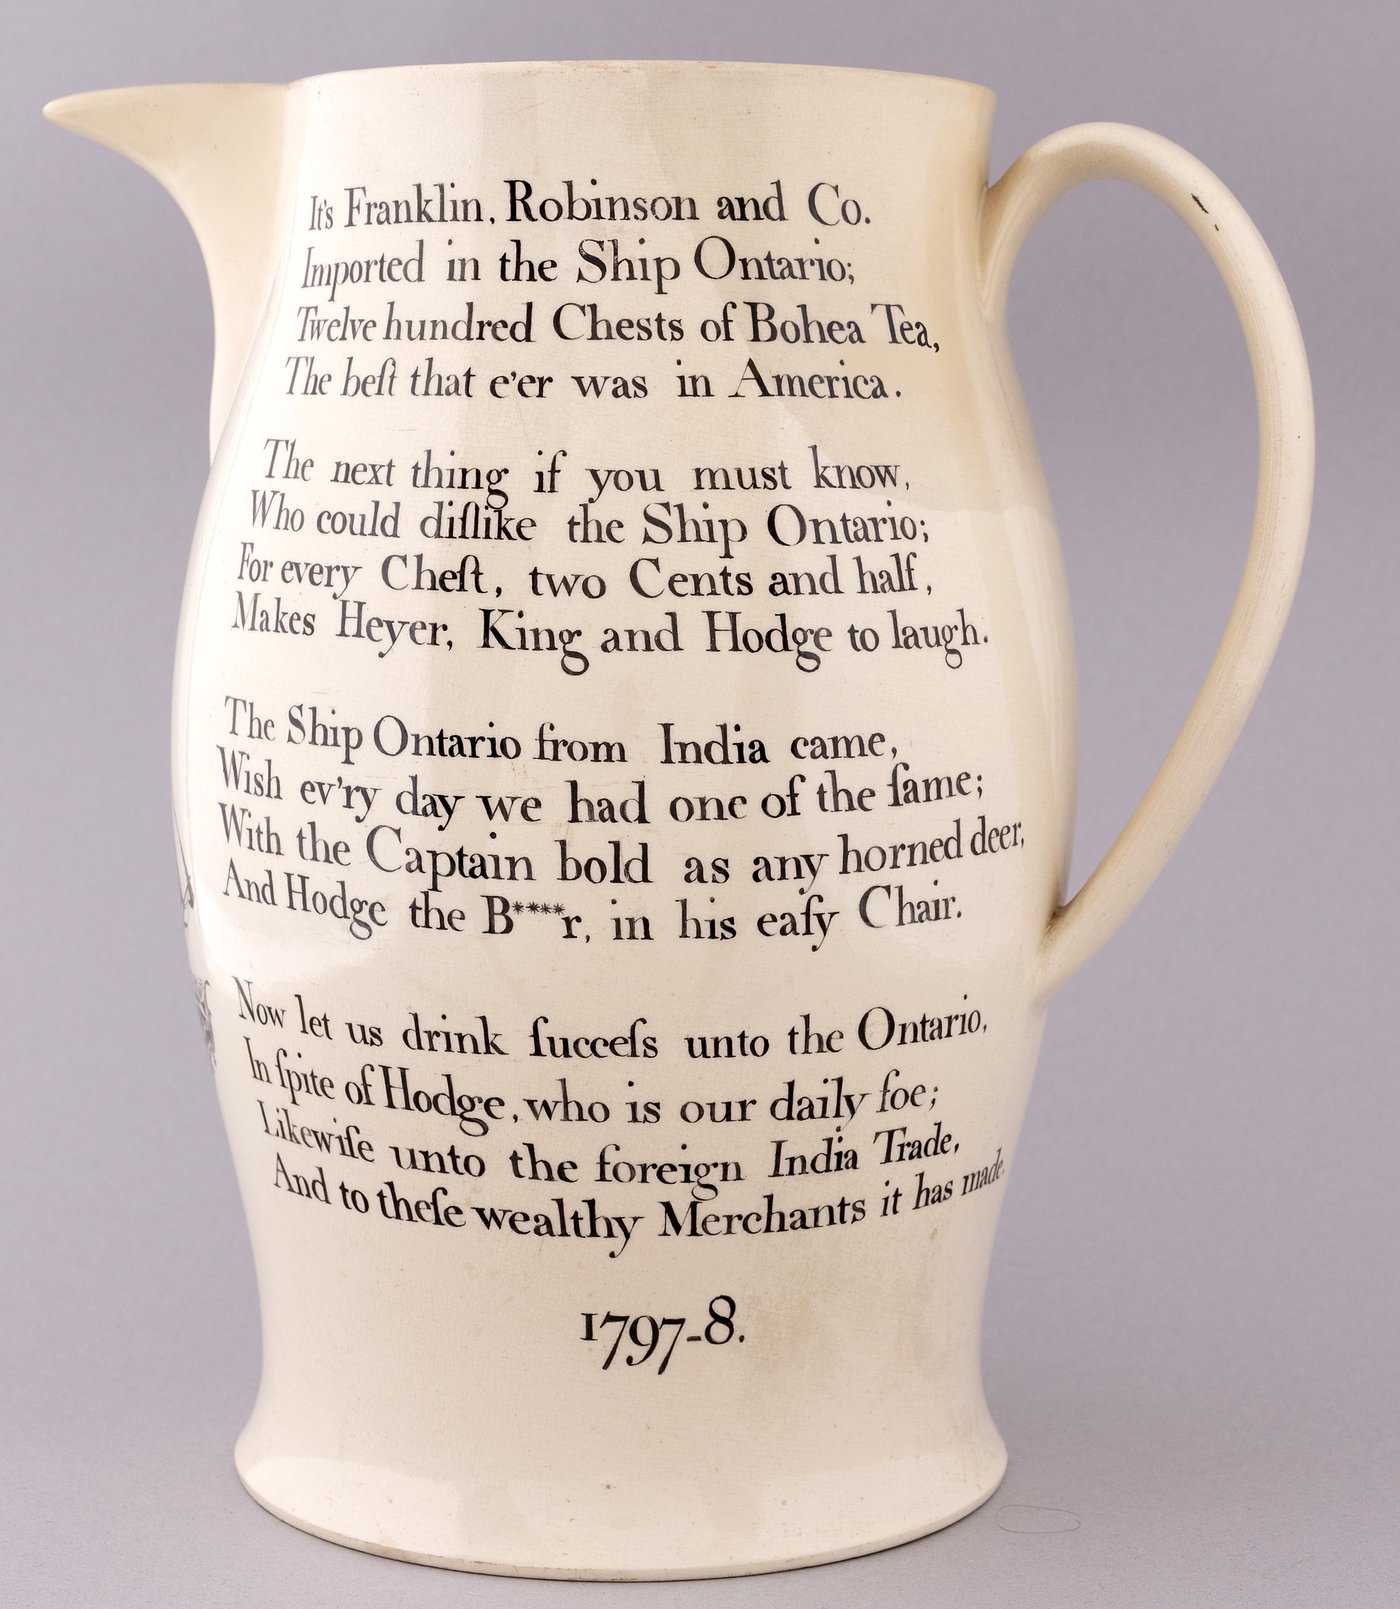 It's Franklin, Robinson and Co.
Imported in the Ship Ontario;
Twelve hundred Chests of Bohea Tea,
The beſt that e'er was in America.
The next thing if you must know,
Who could diſlike the Ship Ontario;
For every Cheſt, two Cents and half,
Makes Heyer, King and Hodge to laugh.
The Ship Ontario from India came,
Wish ev'ry day we had one of the ſame;
With the Captain bold as any horned deer,
And Hodge the B****r, in his eaſy Chair.
Now let us drink ſucceſs unto the Ontario,
In ſpite of Hodge, who is our daily foe;
Likewiſe unto the foreign India Trade,
And to theſe wealthy Merchants it has made.
1797-8.